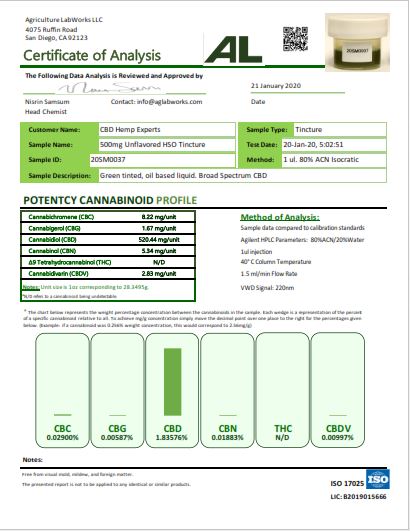 Agriculture LabWorks LLC
4075 Ruffin Road
San Diego, CA 92123
Certificate of Analysis
AL
20SM0037
The Following Data Analysis is Reviewed and Approved by
21 January 2020
Nisrin Samsum Contact: info@aglabworks.com Date
Head Chemist
Customer Name: CBD Hemp Experts Sample Type: Tincture
Sample Name: 500mg Unflavored HSO Tincture Test Date: 20-Jan-20, 5:02:51
Sample ID: 20SM0037 Method: 1 ul. 80% ACN Isocratic
Sample Description: Green tinted, oil based liquid. Broad Spectrum CBD
POTENTCY CANNABINOID PROFILE
Cannabichromene (CBC) 8.22 mg/unit
Cannabigerol (CBG) 1.67 mg/unit
Cannabidiol (CBD) 520.44 mg/unit
Cannabinol (CBN) 5.34 mg/unit
Δ9 Tetrahydrocannabinol (THC) N/D
Cannabidivarin (CBDV) 2.83 mg/unit
Notes: Unit size is 1oz corresponding to 28.3495g.
*N/D refer to a cannabinoid being undetectable
Method of Analysis:
Sample data compared to calibration standards
Agilent HPLC Parameters: 80%ACN/20%Water
1ul injection
40°C Column Temperature
1.5 ml/min Flow Rate
VWD Signal: 220nm
* The chart below represents the weight percentage concentration between the cannabinoids in the sample. Each wedge is a representation of the percent
of a specific cannabinoid relative to all. To achieve mg/g concentration simply move the decimal point over one place to the right for the percentages given
below. (Example: if a cannabinoid was 0.256% weight concentration, this would correspond to 2.56mg/g)
CBC CBG CBD CBN THC CBDV
0.02900% 0.00587% 1.83576% 0.01883% N/D 0.00997%
Notes:
Free from visual mold, mildew, and foreign matter.
The presented report is not to be applied to any identical or similar products.
ISO 17025 ISO
LIC: B2019015666